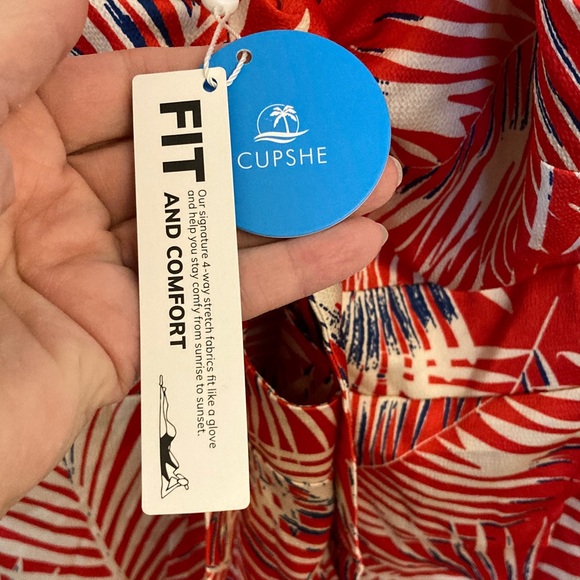 CUPSHE
FIT
AND COMFORT
Our signature 4-way stretch fabrics fit like a glove
and help you stay comfy from sunrise to sunset.